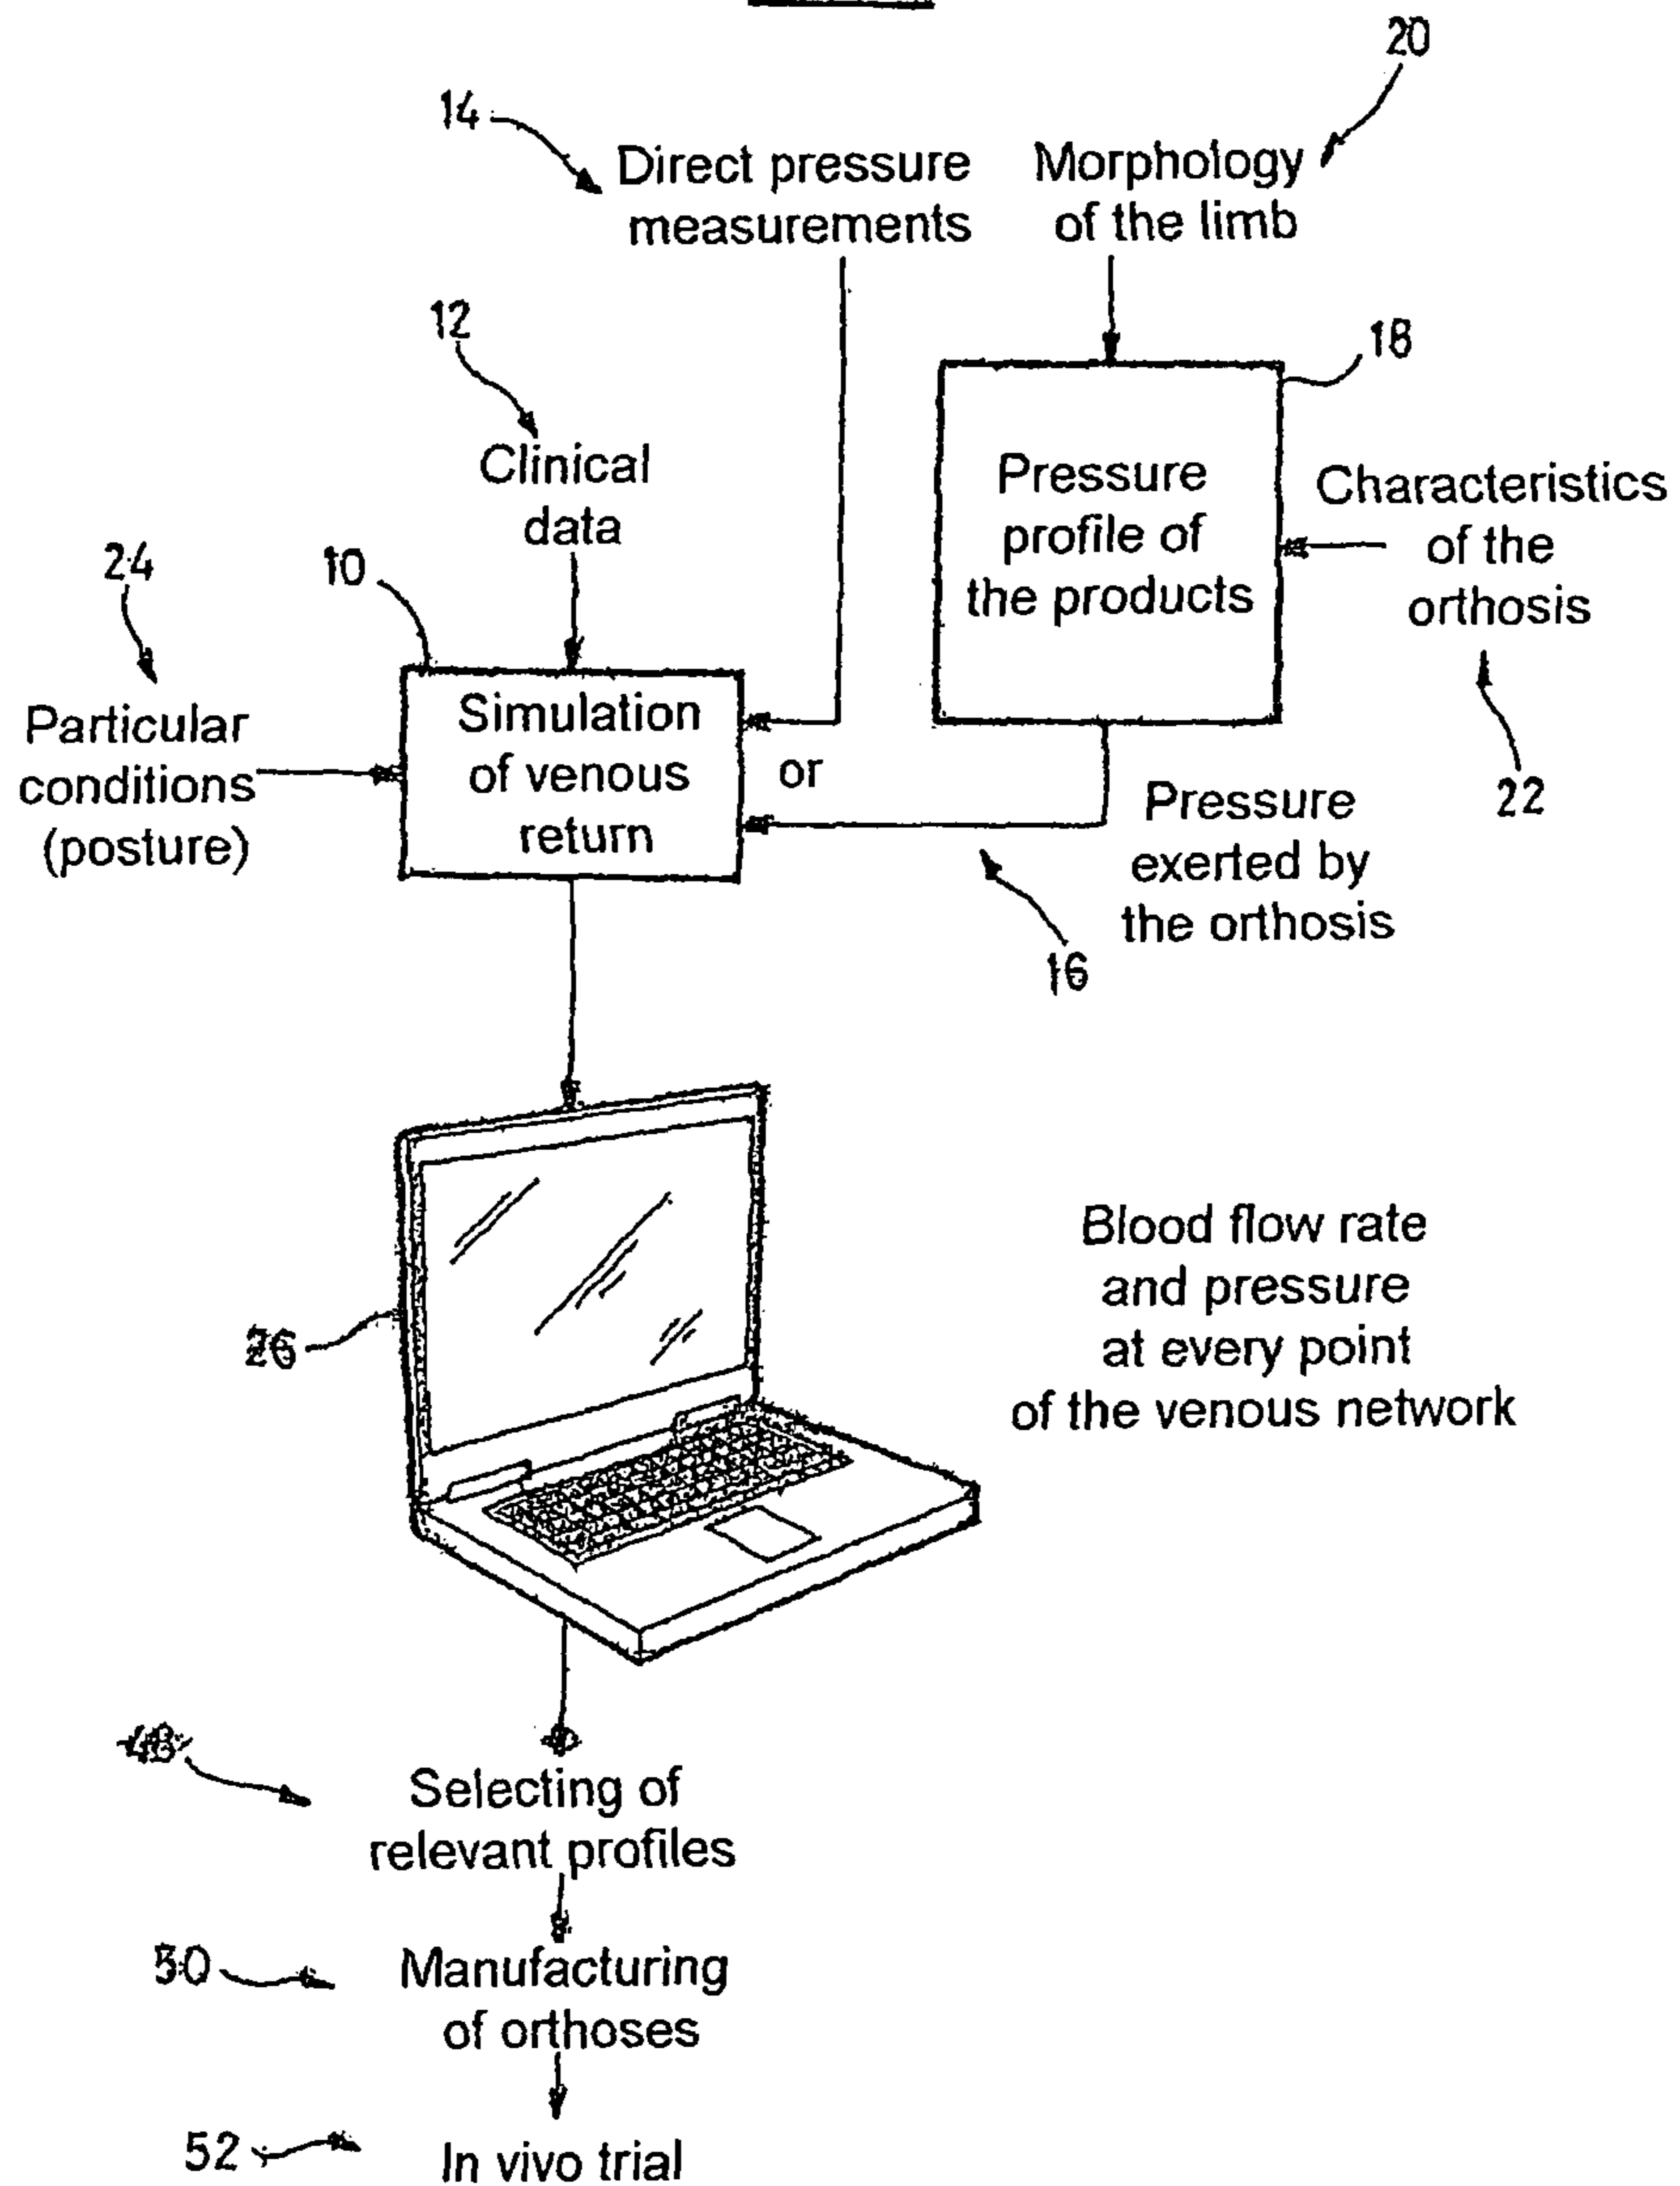 20
14
Direct pressure
measurements
Morphology
of the limb
12
18
Clinical
data
Pressure
profile of
the products
Characteristics
of the
orthosis
24
10
Particular
conditions
(posture)
Simulation
of venous
return
or
22
Pressure
exerted by
the orthosis
16
Blood flow rate
and pressure
at every point
of the venous network
26
48
Selecting of
relevant profiles
50
Manufacturing
of orthoses
52
In vivo trial